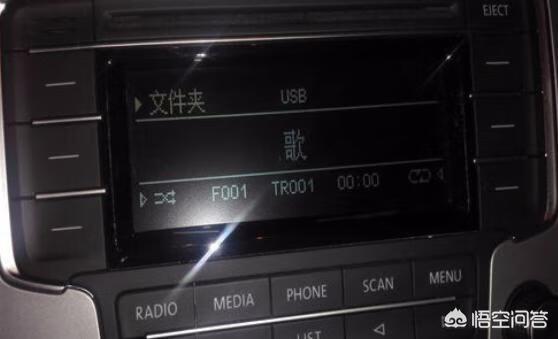 EJECT
文件夹 USB
歌
F001 TR001 00:00
RADIO MEDIA PHONE SCAN MENU
LIST
悟空问答